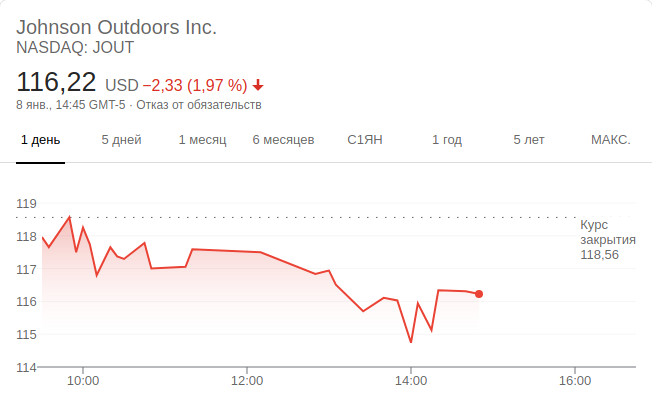 Johnson Outdoors Inc.
NASDAQ: JOUT
116,22 USD −2,33 (1,97 %)
8 янв., 14:45 GMT-5 · Отказ от обязательств
1 день 5 дней 1 месяц 6 месяцев С1ЯН 1 год 5 лет МАКС.
119
118
117
116
115
114
Курс
закрытия
118,56
10:00 12:00 14:00 16:00